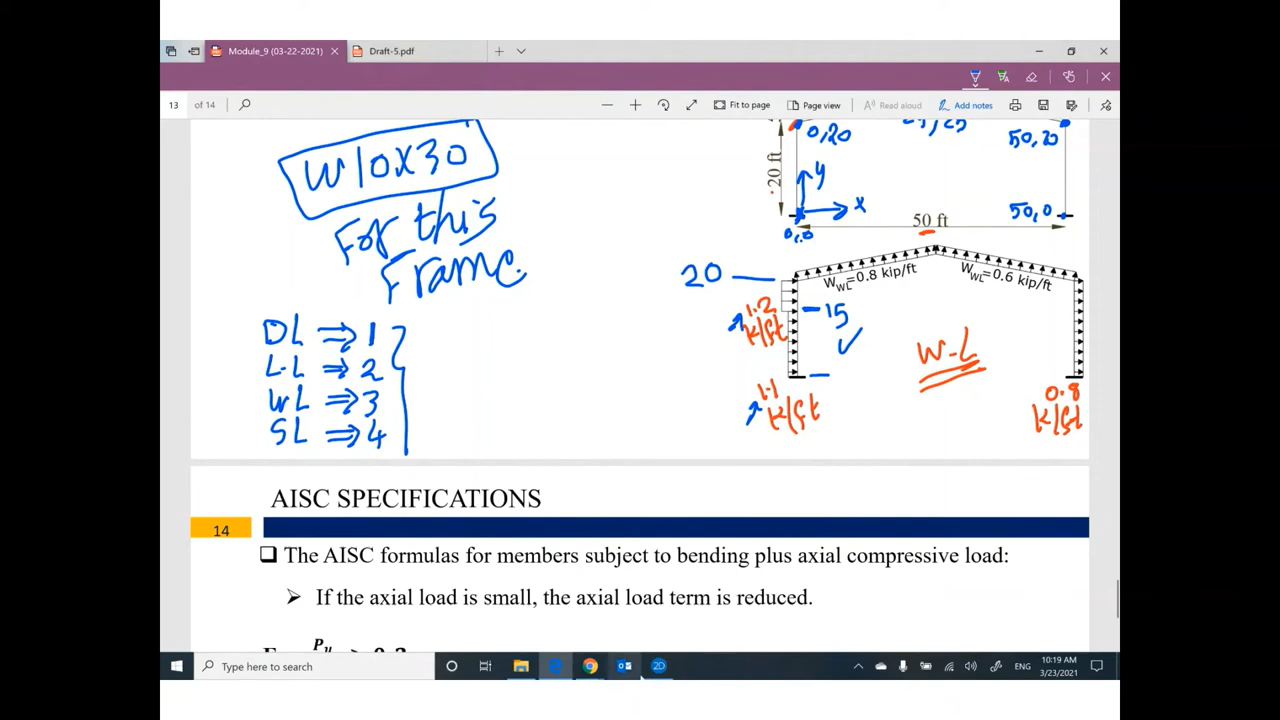 Module_9 (03-22-2021)
Draft-5.pdf
13 of 14
Fit to page
Page view
Read aloud
Add notes
W10X30
For this
Frame
0,20
50,20
20 ft
y
x
0,0
50,0
50 ft
20
W_WL=0.8 kip/ft
W_WL=0.6 kip/ft
1.2
K/ft
15
W-L
1.1
K/ft
0.8
K/ft
DL ⇒ 1
L.L ⇒ 2
WL ⇒ 3
SL ⇒ 4
AISC SPECIFICATIONS
14
The AISC formulas for members subject to bending plus axial compressive load:
If the axial load is small, the axial load term is reduced.
Type here to search
2D
ENG
10:19 AM
3/23/2021